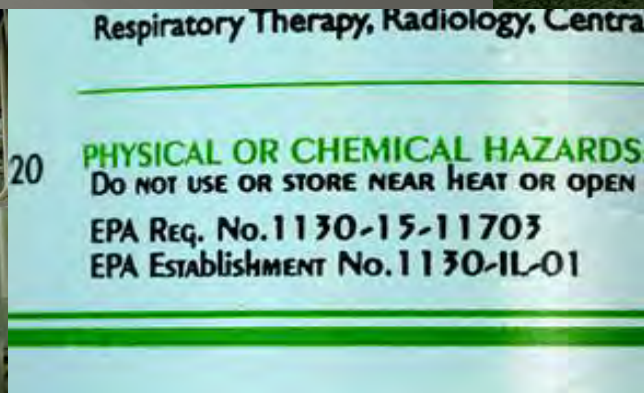 Respiratory Therapy, Radiology, Centra
20 PHYSICAL OR CHEMICAL HAZARDS
DO NOT USE OR STORE NEAR HEAT OR OPEN
EPA REG. No.1130-15-11703
EPA ESTABLISHMENT No.1130-IL-01